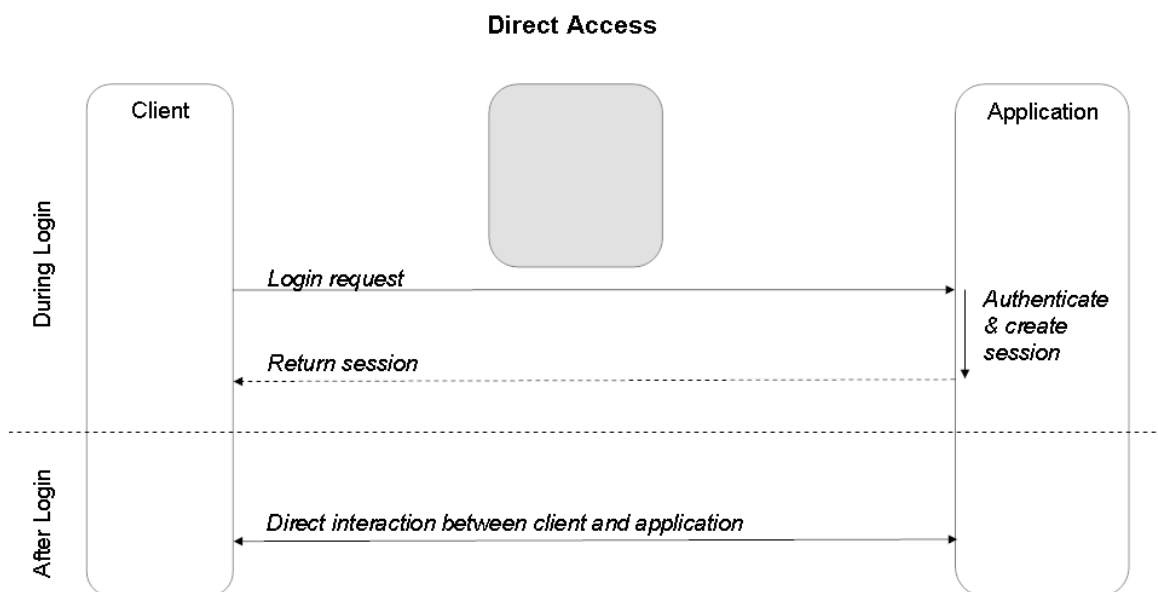 Direct Access
Client
Application
During Login
Login request
Authenticate
& create
session
Return session
After Login
Direct interaction between client and application